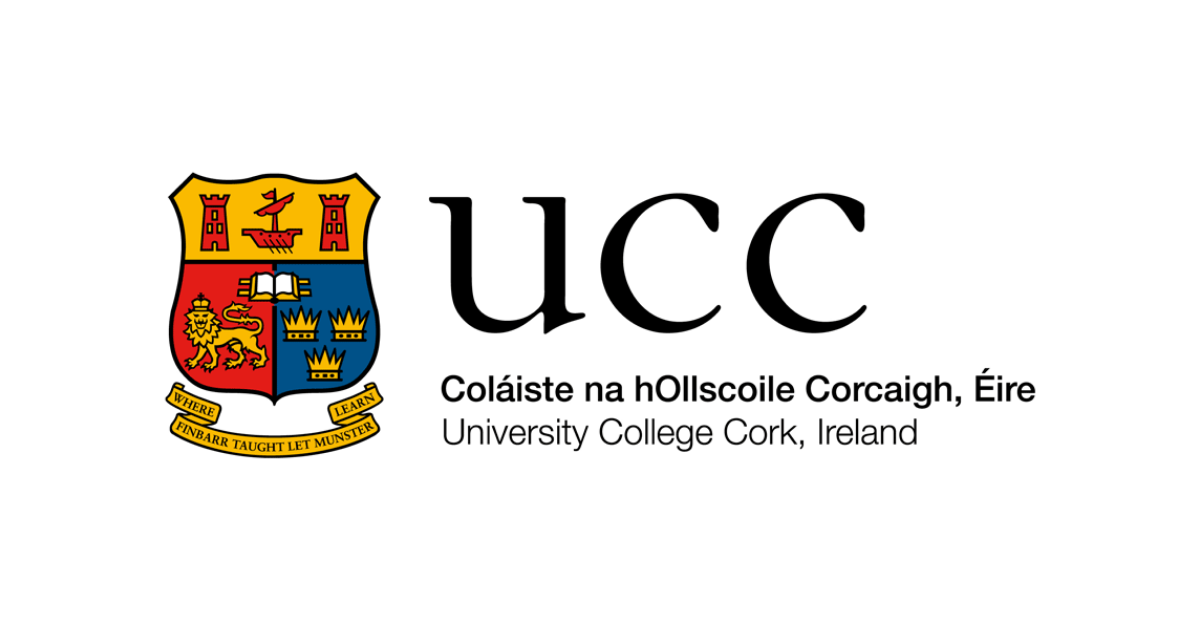 ucc
Coláiste na hOllscoile Corcaigh, Éire
University College Cork, Ireland
WHERE
FINBARR TAUGHT LET MUNSTER
LEARN